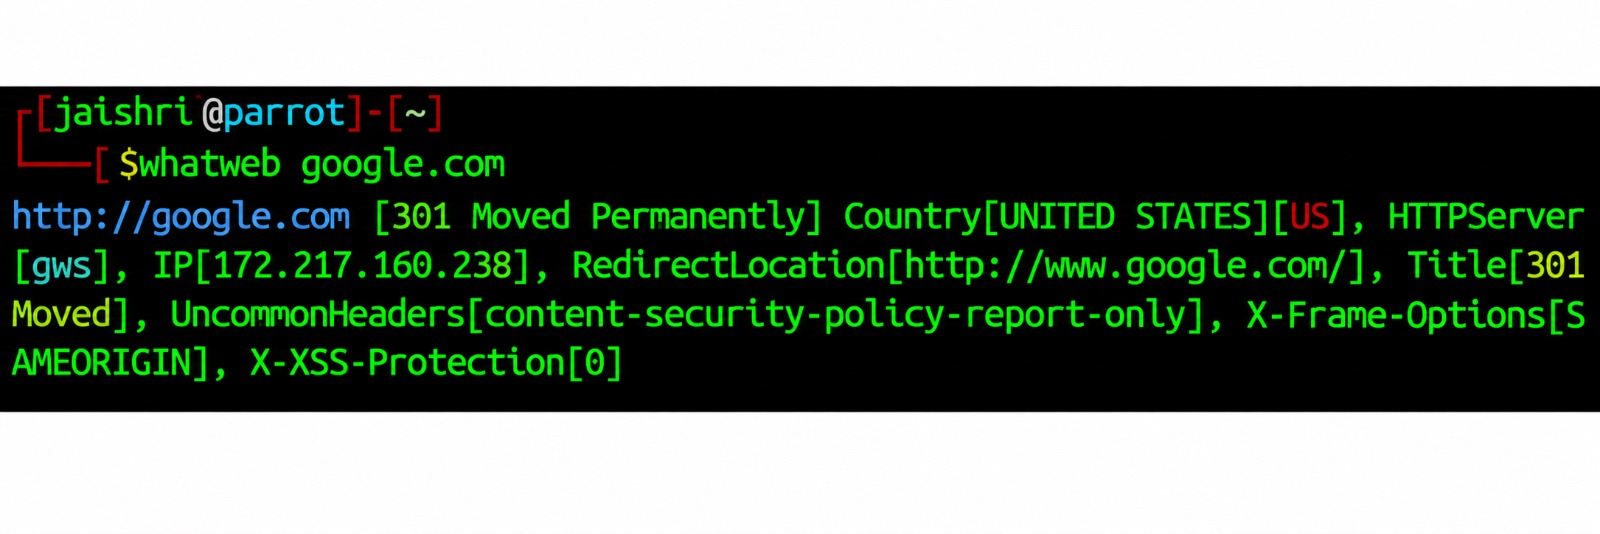 [jaishri@parrot]-[~]
[$whatweb google.com
http://google.com [301 Moved Permanently] Country[UNITED STATES][US], HTTPServer
[gws], IP[172.217.160.238], RedirectLocation[http://www.google.com/], Title[301
Moved], UncommonHeaders[content-security-policy-report-only], X-Frame-Options[S
AMEORIGIN], X-XSS-Protection[0]